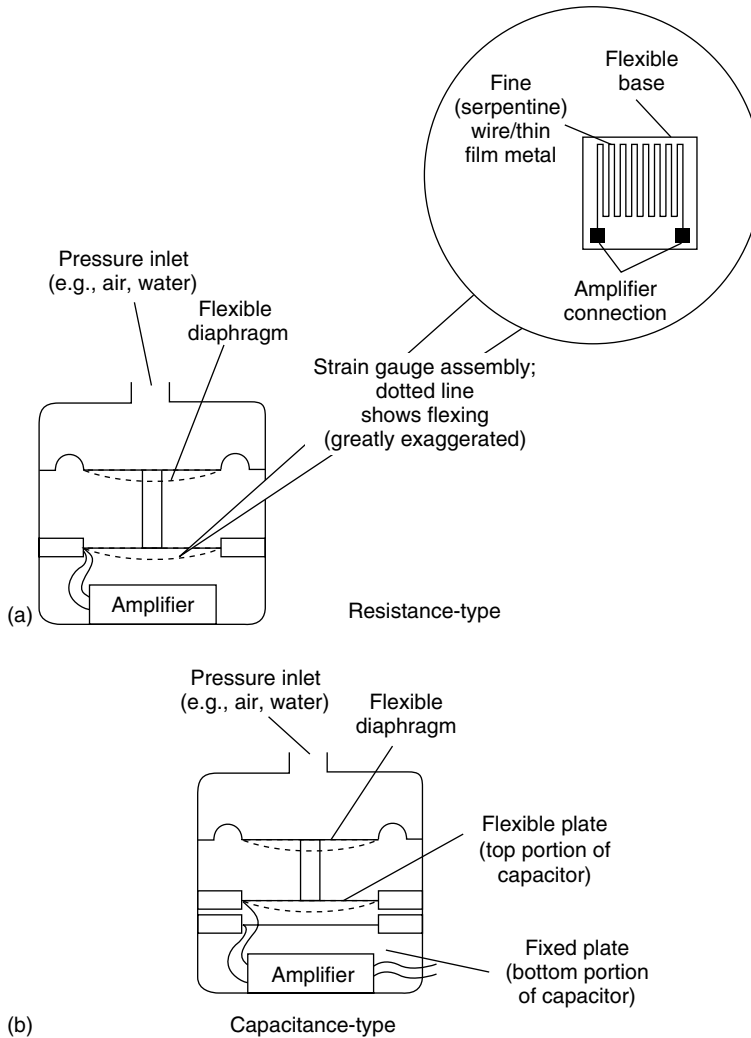 Flexible
base
Fine
(serpentine)
wire/thin
film metal
Amplifier
connection
Pressure inlet
(e.g., air, water)
Flexible
diaphragm
Strain gauge assembly;
dotted line
shows flexing
(greatly exaggerated)
Amplifier
(a)
Resistance-type
Pressure inlet
(e.g., air, water)
Flexible
diaphragm
Flexible plate
(top portion of
capacitor)
Fixed plate
(bottom portion
of capacitor)
Amplifier
(b)
Capacitance-type